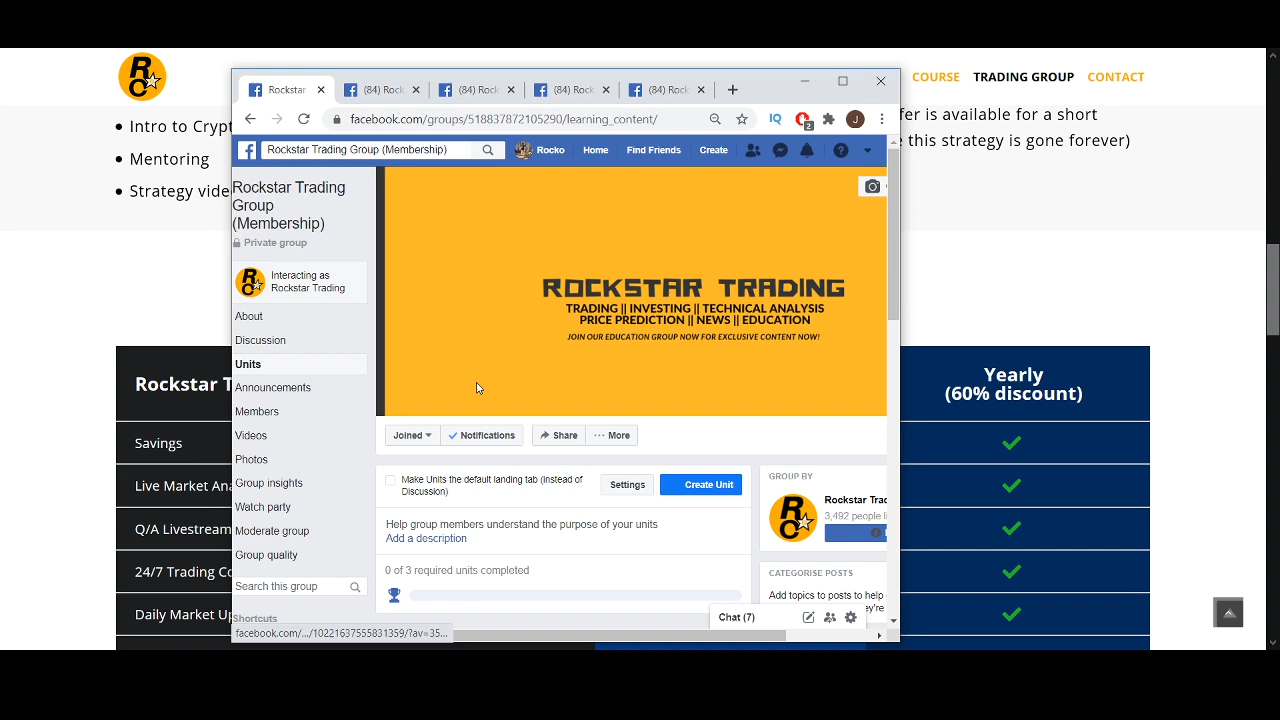 RC
COURSE
TRADING GROUP
CONTACT
Intro to Crypt
Mentoring
Strategy vide
fer is available for a short
this strategy is gone forever)
Rockstar
(84) Rock
(84) Rock
(84) Rock
(84) Rock
facebook.com/groups/518837872105290/learning_content/
IQ
2
J
Rockstar Trading Group (Membership)
Rocko
Home
Find Friends
Create
Rockstar Trading
Group
(Membership)
Private group
Interacting as
Rockstar Trading
About
Discussion
Units
Announcements
Members
Videos
Photos
Group insights
Watch party
Moderate group
Group quality
Search this group
Shortcuts
facebook.com/.../10221637555831359/?av=35...
ROCKSTAR TRADING
TRADING || INVESTING || TECHNICAL ANALYSIS
PRICE PREDICTION || NEWS || EDUCATION
JOIN OUR EDUCATION GROUP NOW FOR EXCLUSIVE CONTENT NOW!
Joined
Notifications
Share
More
Make Units the default landing tab (instead of
Discussion)
Settings
Create Unit
Help group members understand the purpose of your units
Add a description
0 of 3 required units completed
GROUP BY
RC
Rockstar Trad
3,492 people li
CATEGORISE POSTS
Add topics to posts to help
Chat (7)
Rockstar T
Savings
Live Market Ana
Q/A Livestream
24/7 Trading Co
Daily Market Up
Yearly
(60% discount)